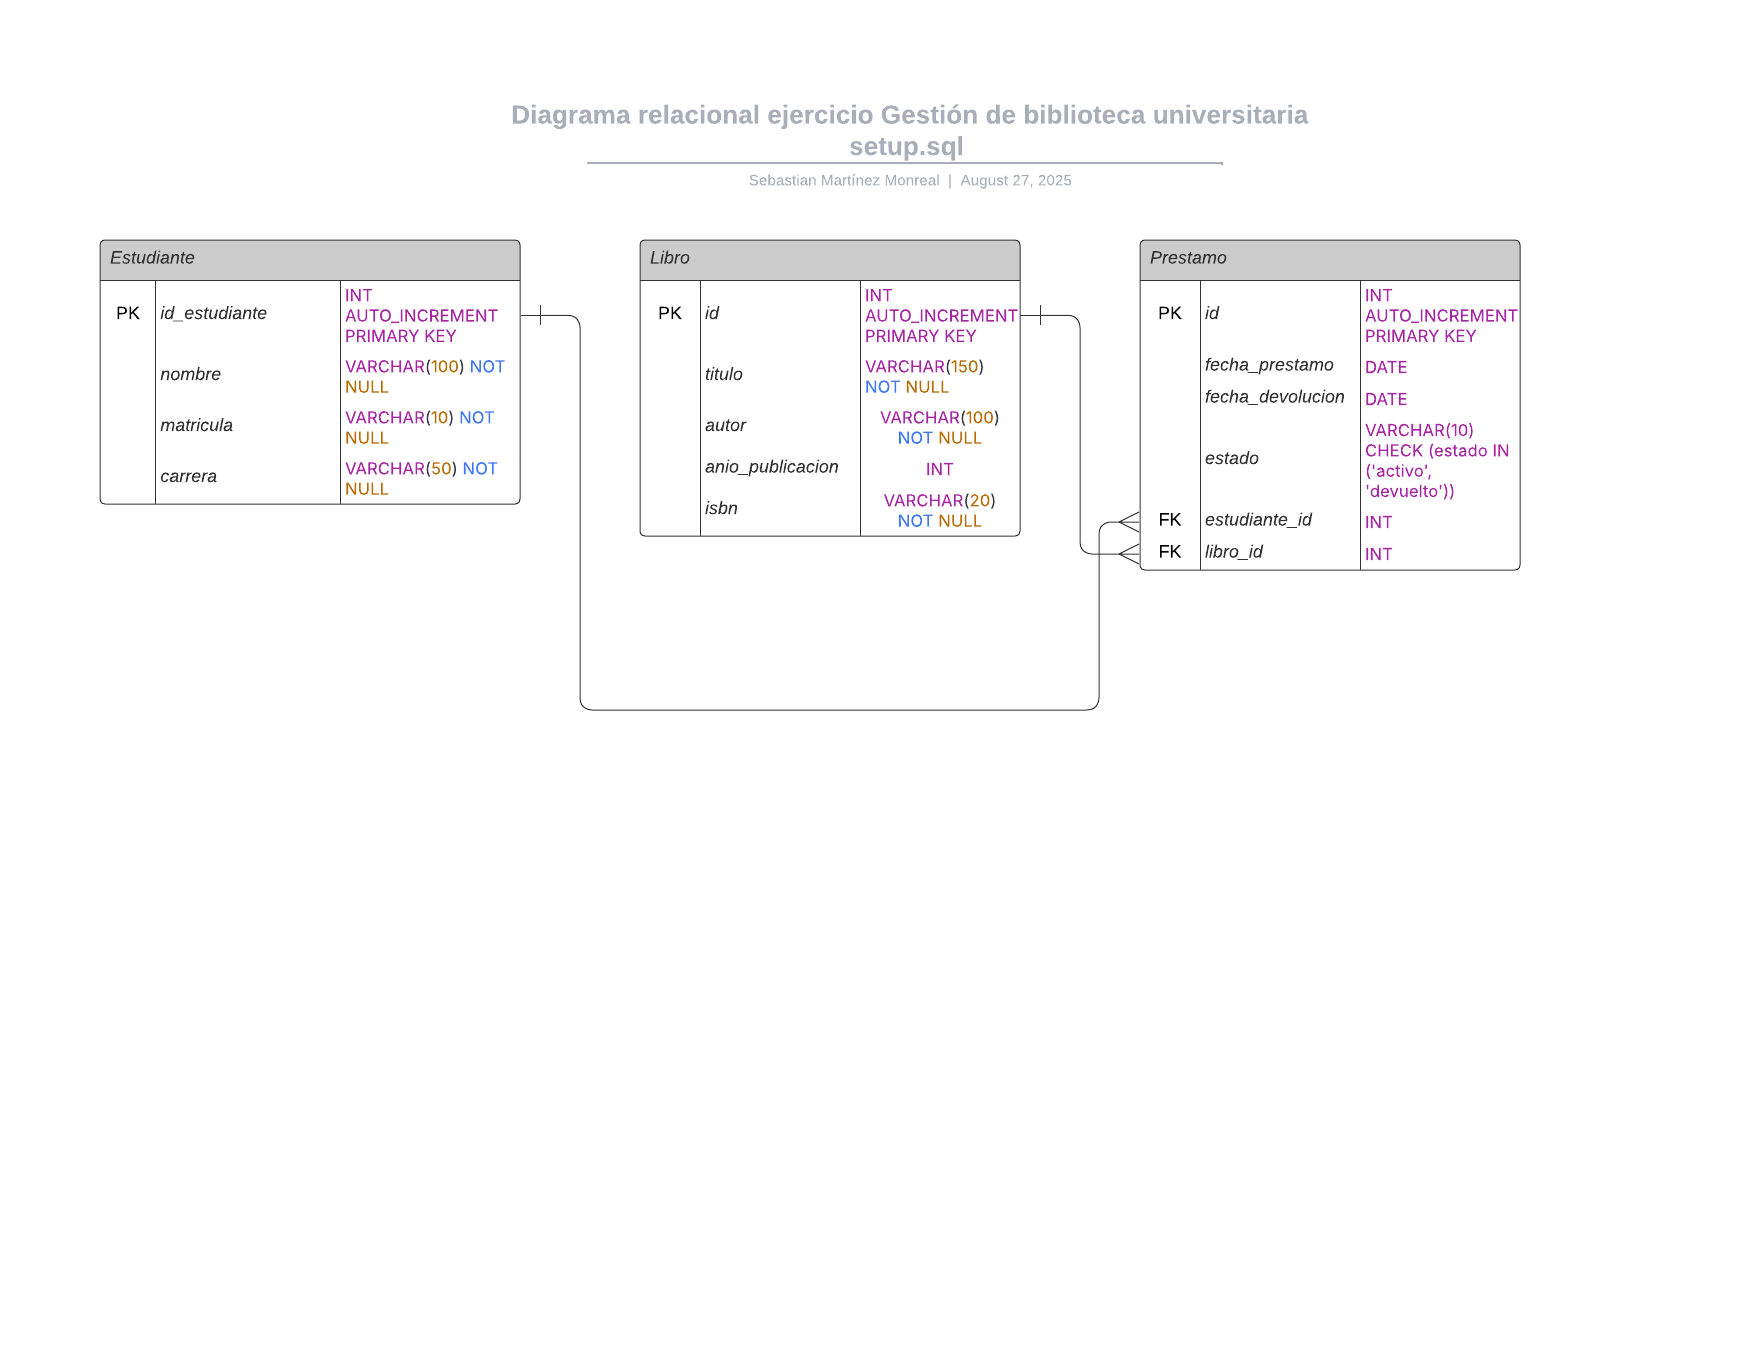 Diagrama relacional ejercicio Gestión de biblioteca universitaria
setup.sql
Sebastian Martínez Monreal | August 27, 2025
Estudiante
PK id_estudiante INT
AUTO_INCREMENT
PRIMARY KEY
nombre VARCHAR(100) NOT
NULL
matricula VARCHAR(10) NOT
NULL
carrera VARCHAR(50) NOT
NULL
Libro
PK id INT
AUTO_INCREMENT
PRIMARY KEY
titulo VARCHAR(150)
NOT NULL
autor VARCHAR(100)
NOT NULL
anio_publicacion INT
isbn VARCHAR(20)
NOT NULL
Prestamo
PK id INT
AUTO_INCREMENT
PRIMARY KEY
fecha_prestamo DATE
fecha_devolucion DATE
estado VARCHAR(10)
CHECK (estado IN
('activo',
'devuelto'))
FK estudiante_id INT
FK libro_id INT